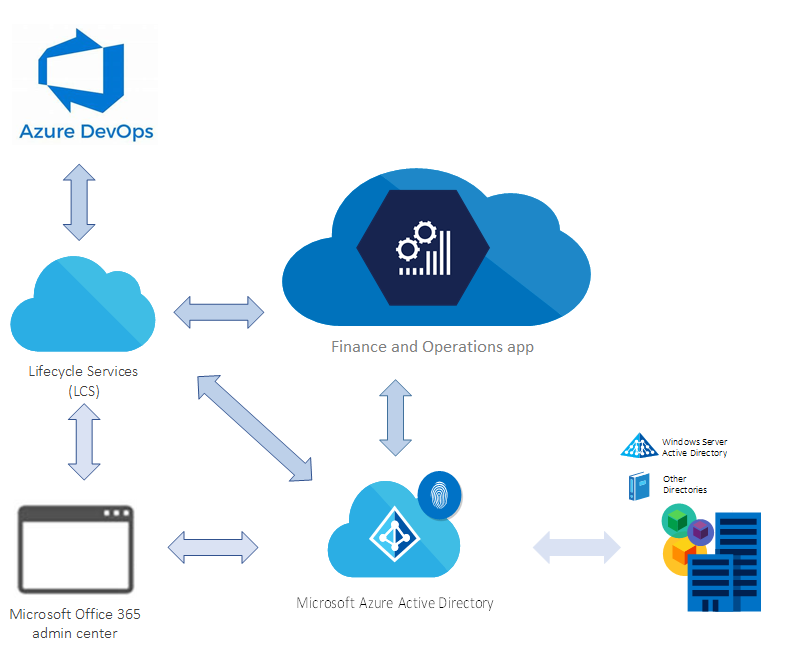 Azure DevOps
Finance and Operations app
Lifecycle Services
(LCS)
Windows Server
Active Directory
Other
Directories
Microsoft Office 365
admin center
Microsoft Azure Active Directory